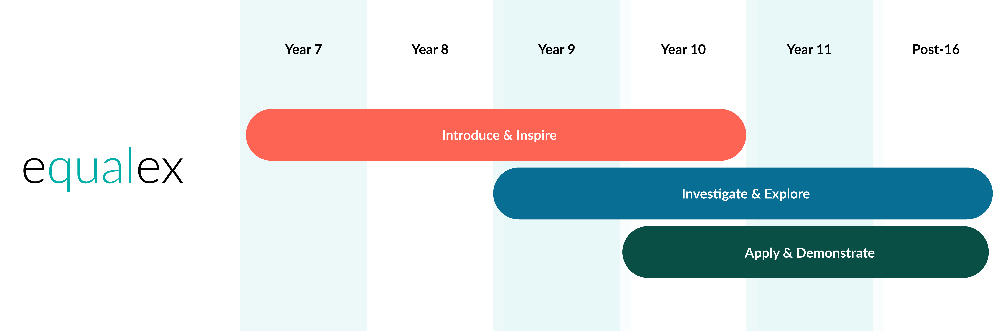 Year 7 Year 8 Year 9 Year 10 Year 11 Post-16
Introduce & Inspire
equalex
Investigate & Explore
Apply & Demonstrate